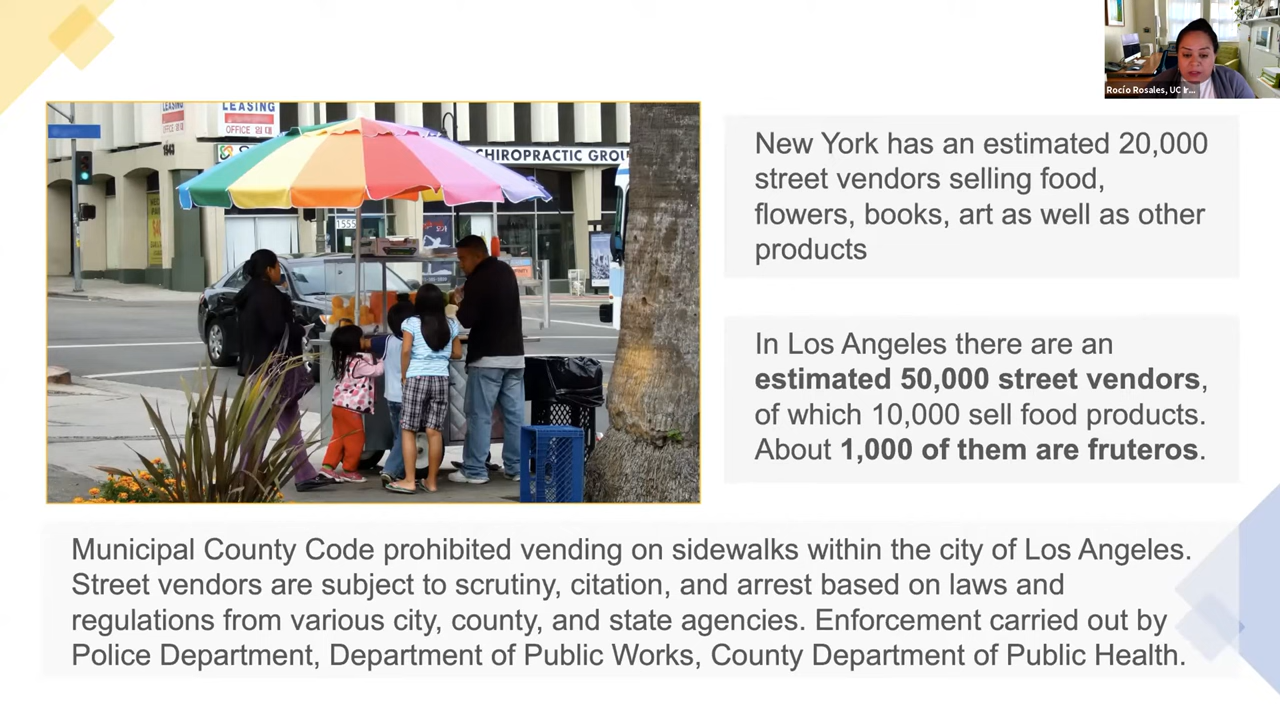 Rocío Rosales, UC Ir...
LEASING
LEASING
OFFICE
OFFICE
1543
CHIROPRACTIC GROU
1555
New York has an estimated 20,000
street vendors selling food,
flowers, books, art as well as other
products
In Los Angeles there are an
estimated 50,000 street vendors,
of which 10,000 sell food products.
About 1,000 of them are fruteros.
Municipal County Code prohibited vending on sidewalks within the city of Los Angeles.
Street vendors are subject to scrutiny, citation, and arrest based on laws and
regulations from various city, county, and state agencies. Enforcement carried out by
Police Department, Department of Public Works, County Department of Public Health.